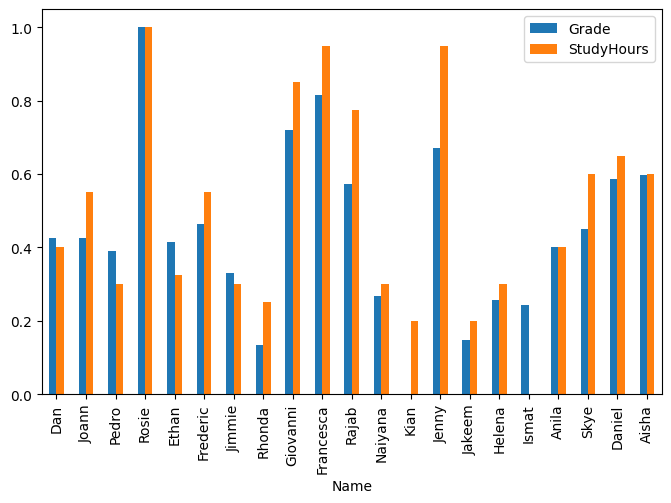 Grade
StudyHours
1.0
0.8
0.6
0.4
0.2
0.0
Dan
Joann
Pedro
Rosie
Ethan
Frederic
Jimmie
Rhonda
Giovanni
Francesca
Rajab
Naiyana
Kian
Jenny
Jakeem
Helena
Ismat
Anila
Skye
Daniel
Aisha
Name